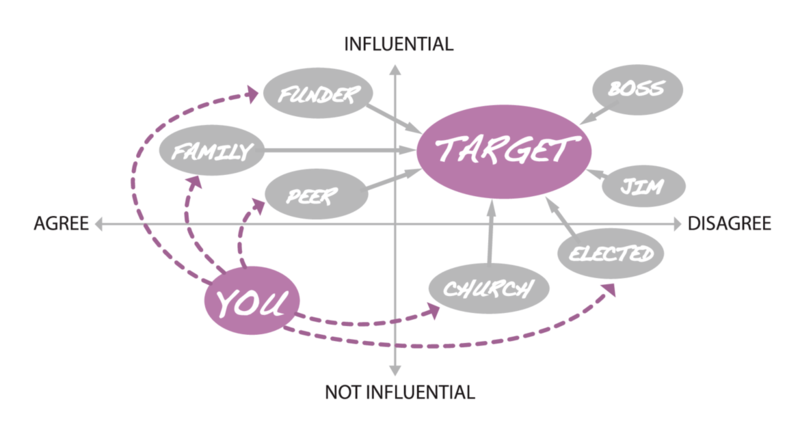 INFLUENTIAL
FUNDER
BOSS
FAMILY
TARGET
PEER
JIM
AGREE
DISAGREE
ELECTED
YOU
CHURCH
NOT INFLUENTIAL